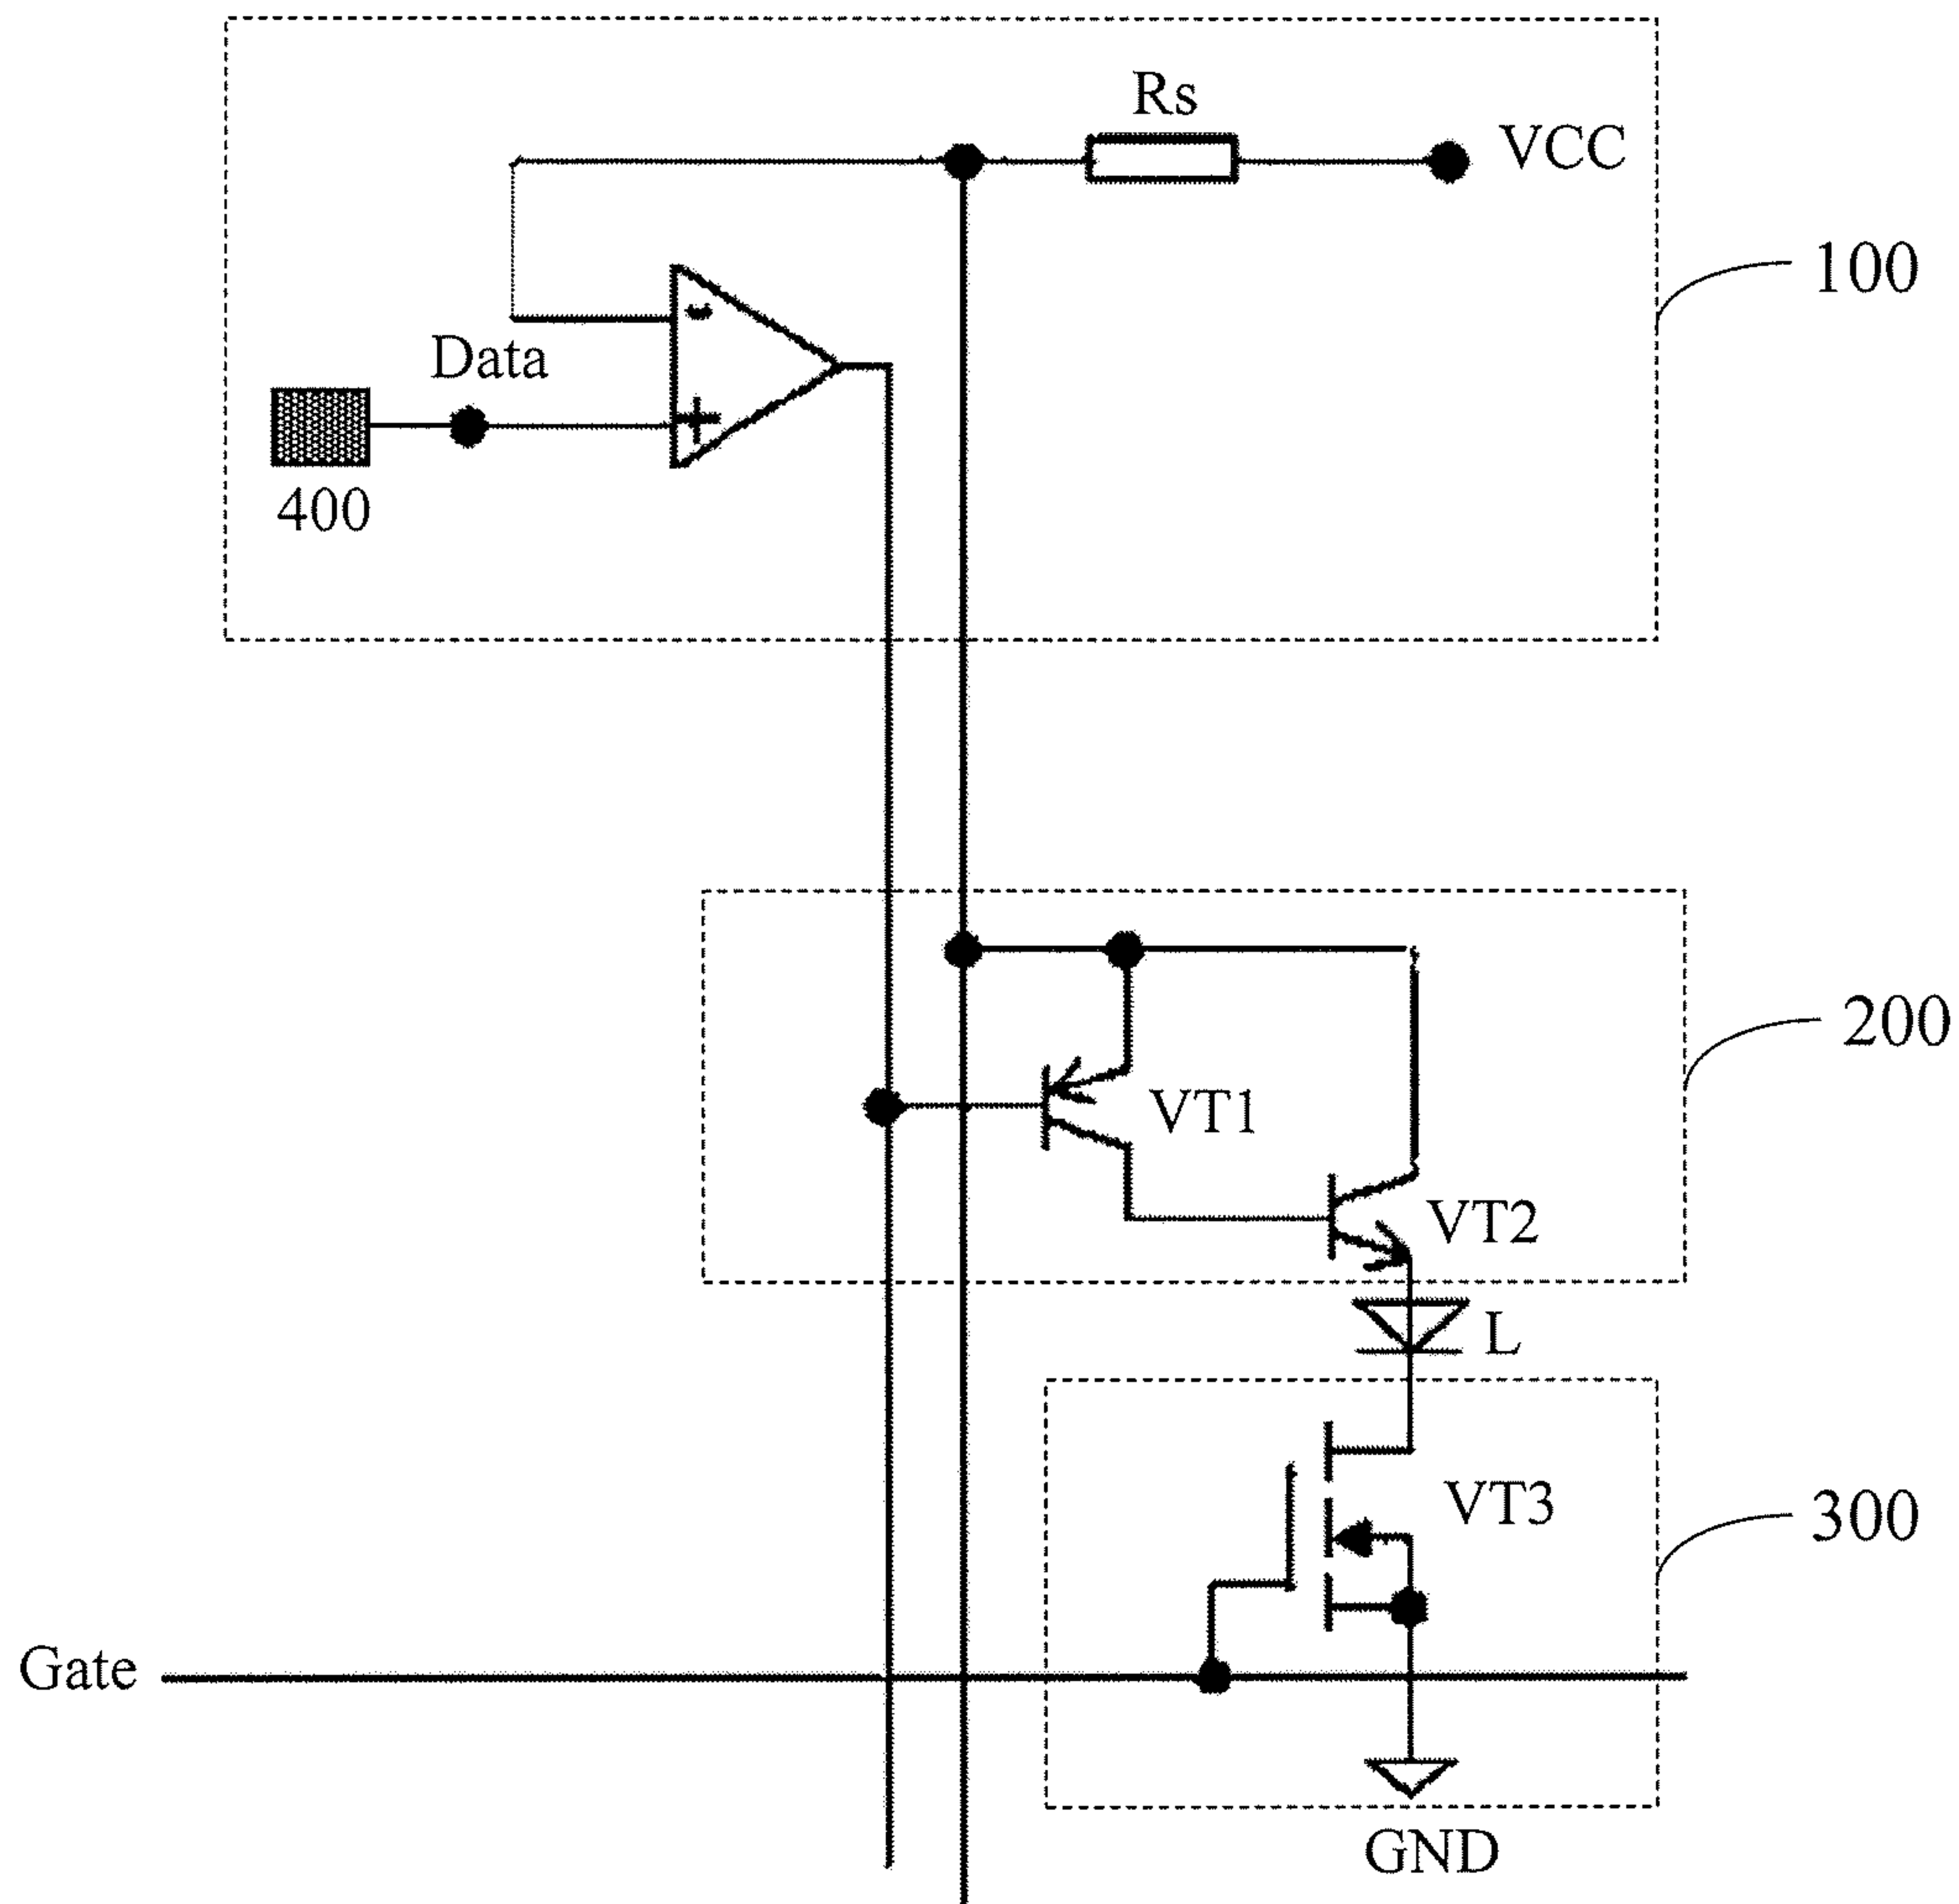 Rs
VCC
100
-
Data
+
400
200
VT1
VT2
L
VT3
300
Gate
GND